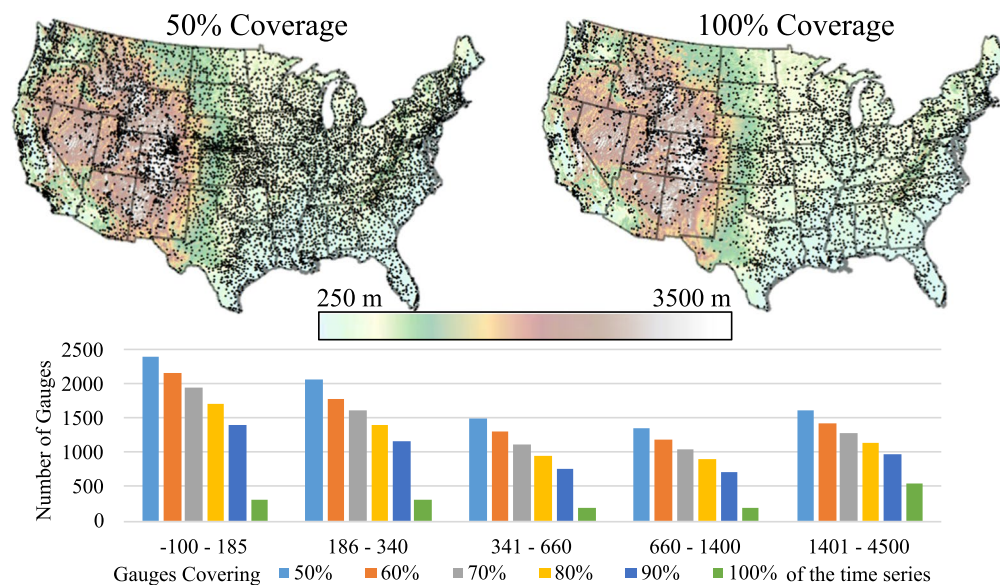 50% Coverage
100% Coverage
250 m
3500 m
Number of Gauges
2500
2000
1500
1000
500
0
-100 - 185
186 - 340
341 - 660
660 - 1400
1401 - 4500
Gauges Covering 50% 60% 70% 80% 90% 100% of the time series